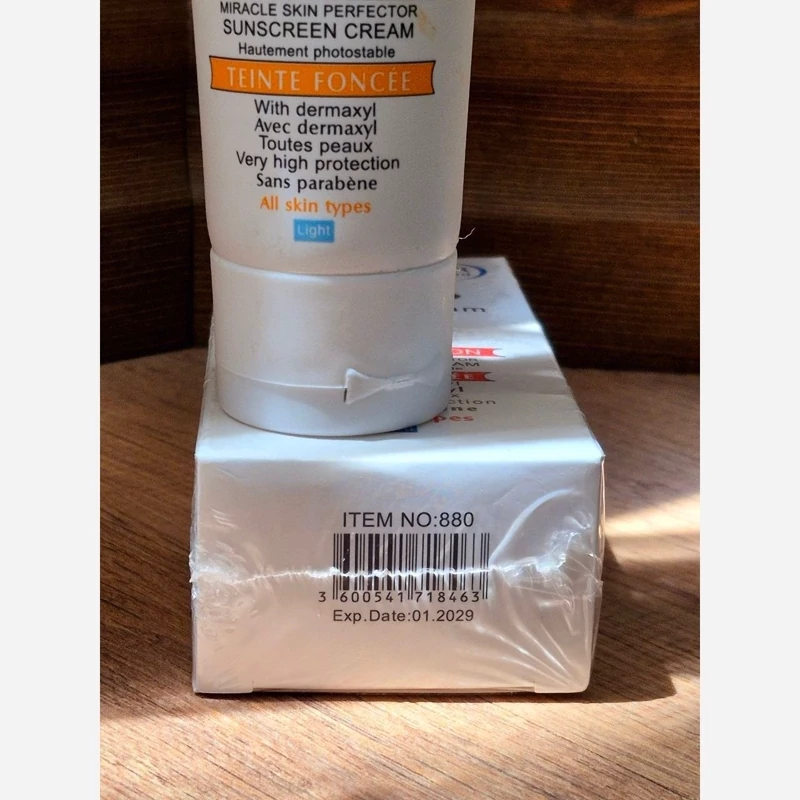 MIRACLE SKIN PERFECTOR
SUNSCREEN CREAM
Hautement photostable
TEINTE FONCÉE
With dermaxyl
Avec dermaxyl
Toutes peaux
Very high protection
Sans parabène
All skin types
Light
ITEM NO:880
3 600541 718463
Exp.Date:01.2029